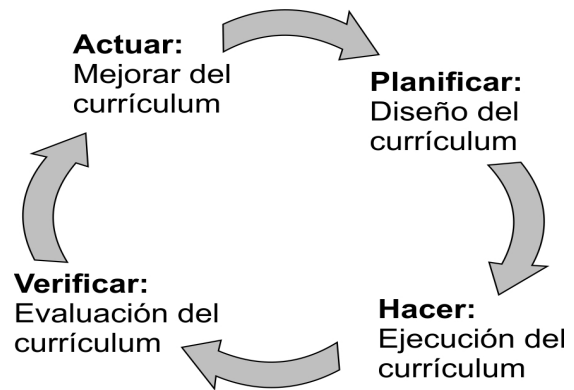 Actuar:
Mejorar del
currículum
Planificar:
Diseño del
currículum
Hacer:
Ejecución del
currículum
Verificar:
Evaluación del
currículum